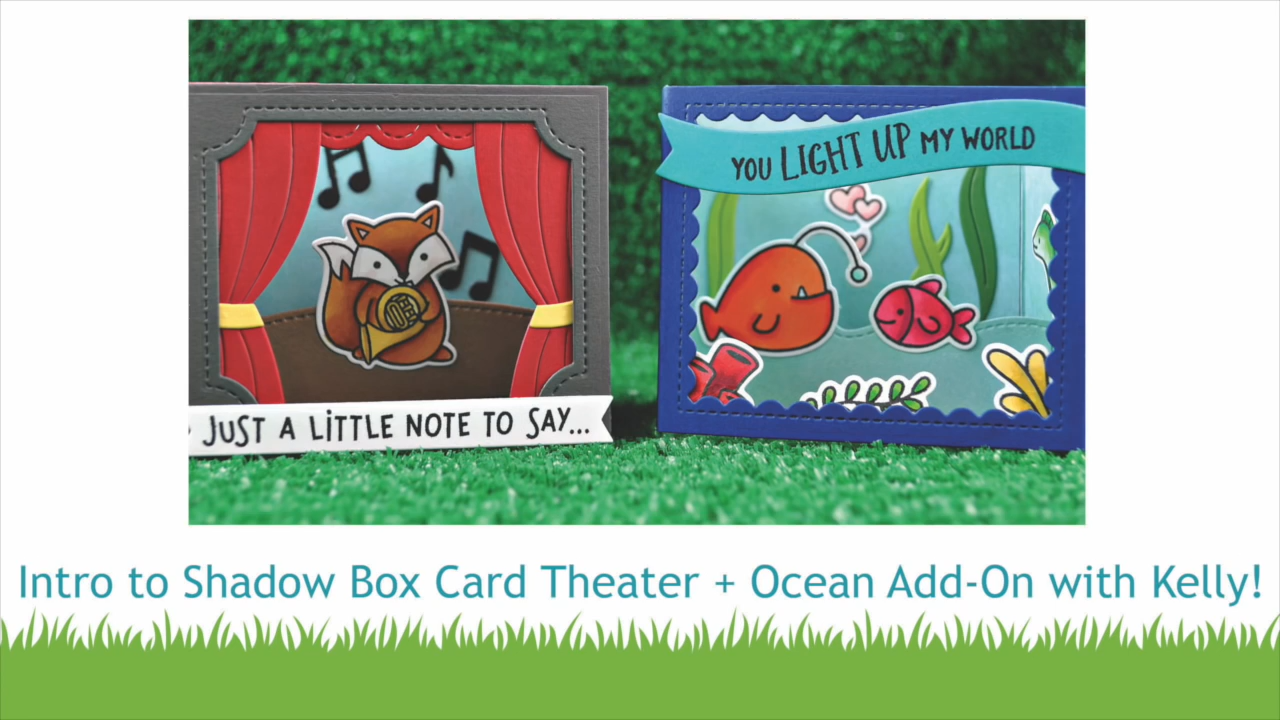 YOU LIGHT UP MY WORLD
JUST A LITTLE NOTE TO SAY...
Intro to Shadow Box Card Theater + Ocean Add-On with Kelly!